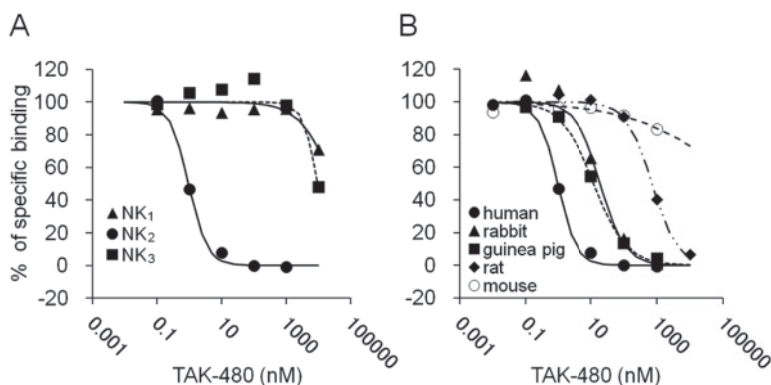 A
% of specific binding
120
100
80
60
40
20
0
-20
NK1
NK2
NK3
0.001
0.1
10
1000
100000
TAK-480 (nM)
B
120
100
80
60
40
20
0
-20
human
rabbit
guinea pig
rat
mouse
0.001
0.1
10
1000
100000
TAK-480 (nM)